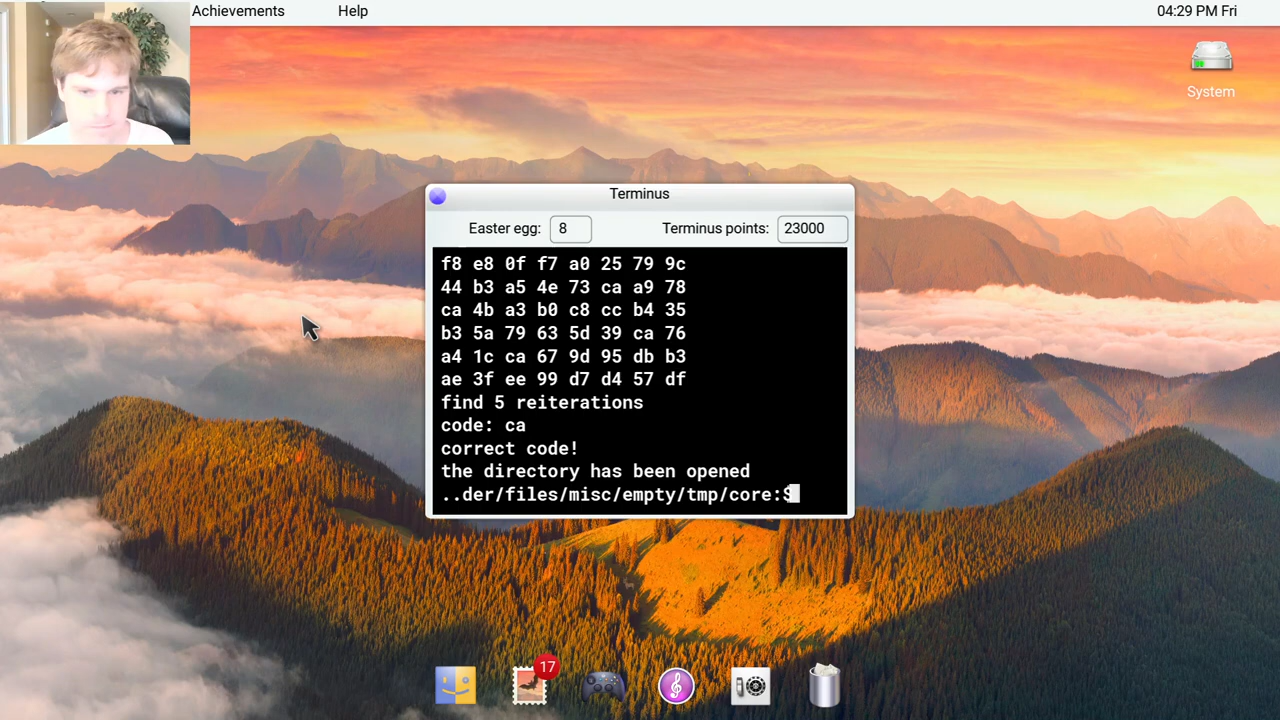 Achievements Help 04:29 PM Fri
System
Terminus
Easter egg: 8 Terminus points: 23000
f8 e8 0f f7 a0 25 79 9c
44 b3 a5 4e 73 ca a9 78
ca 4b a3 b0 c8 cc b4 35
b3 5a 79 63 5d 39 ca 76
a4 1c ca 67 9d 95 db b3
ae 3f ee 99 d7 d4 57 df
find 5 reiterations
code: ca
correct code!
the directory has been opened
..der/files/misc/empty/tmp/core:$
17